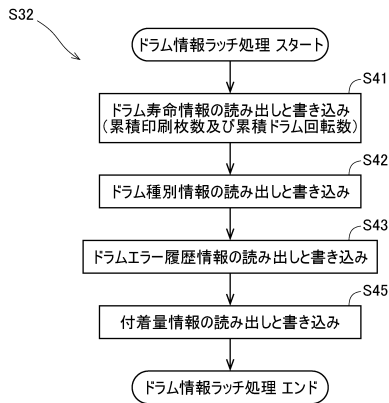 S32
ドラム情報ラッチ処理 スタート
S41
ドラム寿命情報の読み出しと書き込み
(累積印刷枚数及び累積ドラム回転数)
S42
ドラム種別情報の読み出しと書き込み
S43
ドラムエラー履歴情報の読み出しと書き込み
S45
付着量情報の読み出しと書き込み
ドラム情報ラッチ処理 エンド